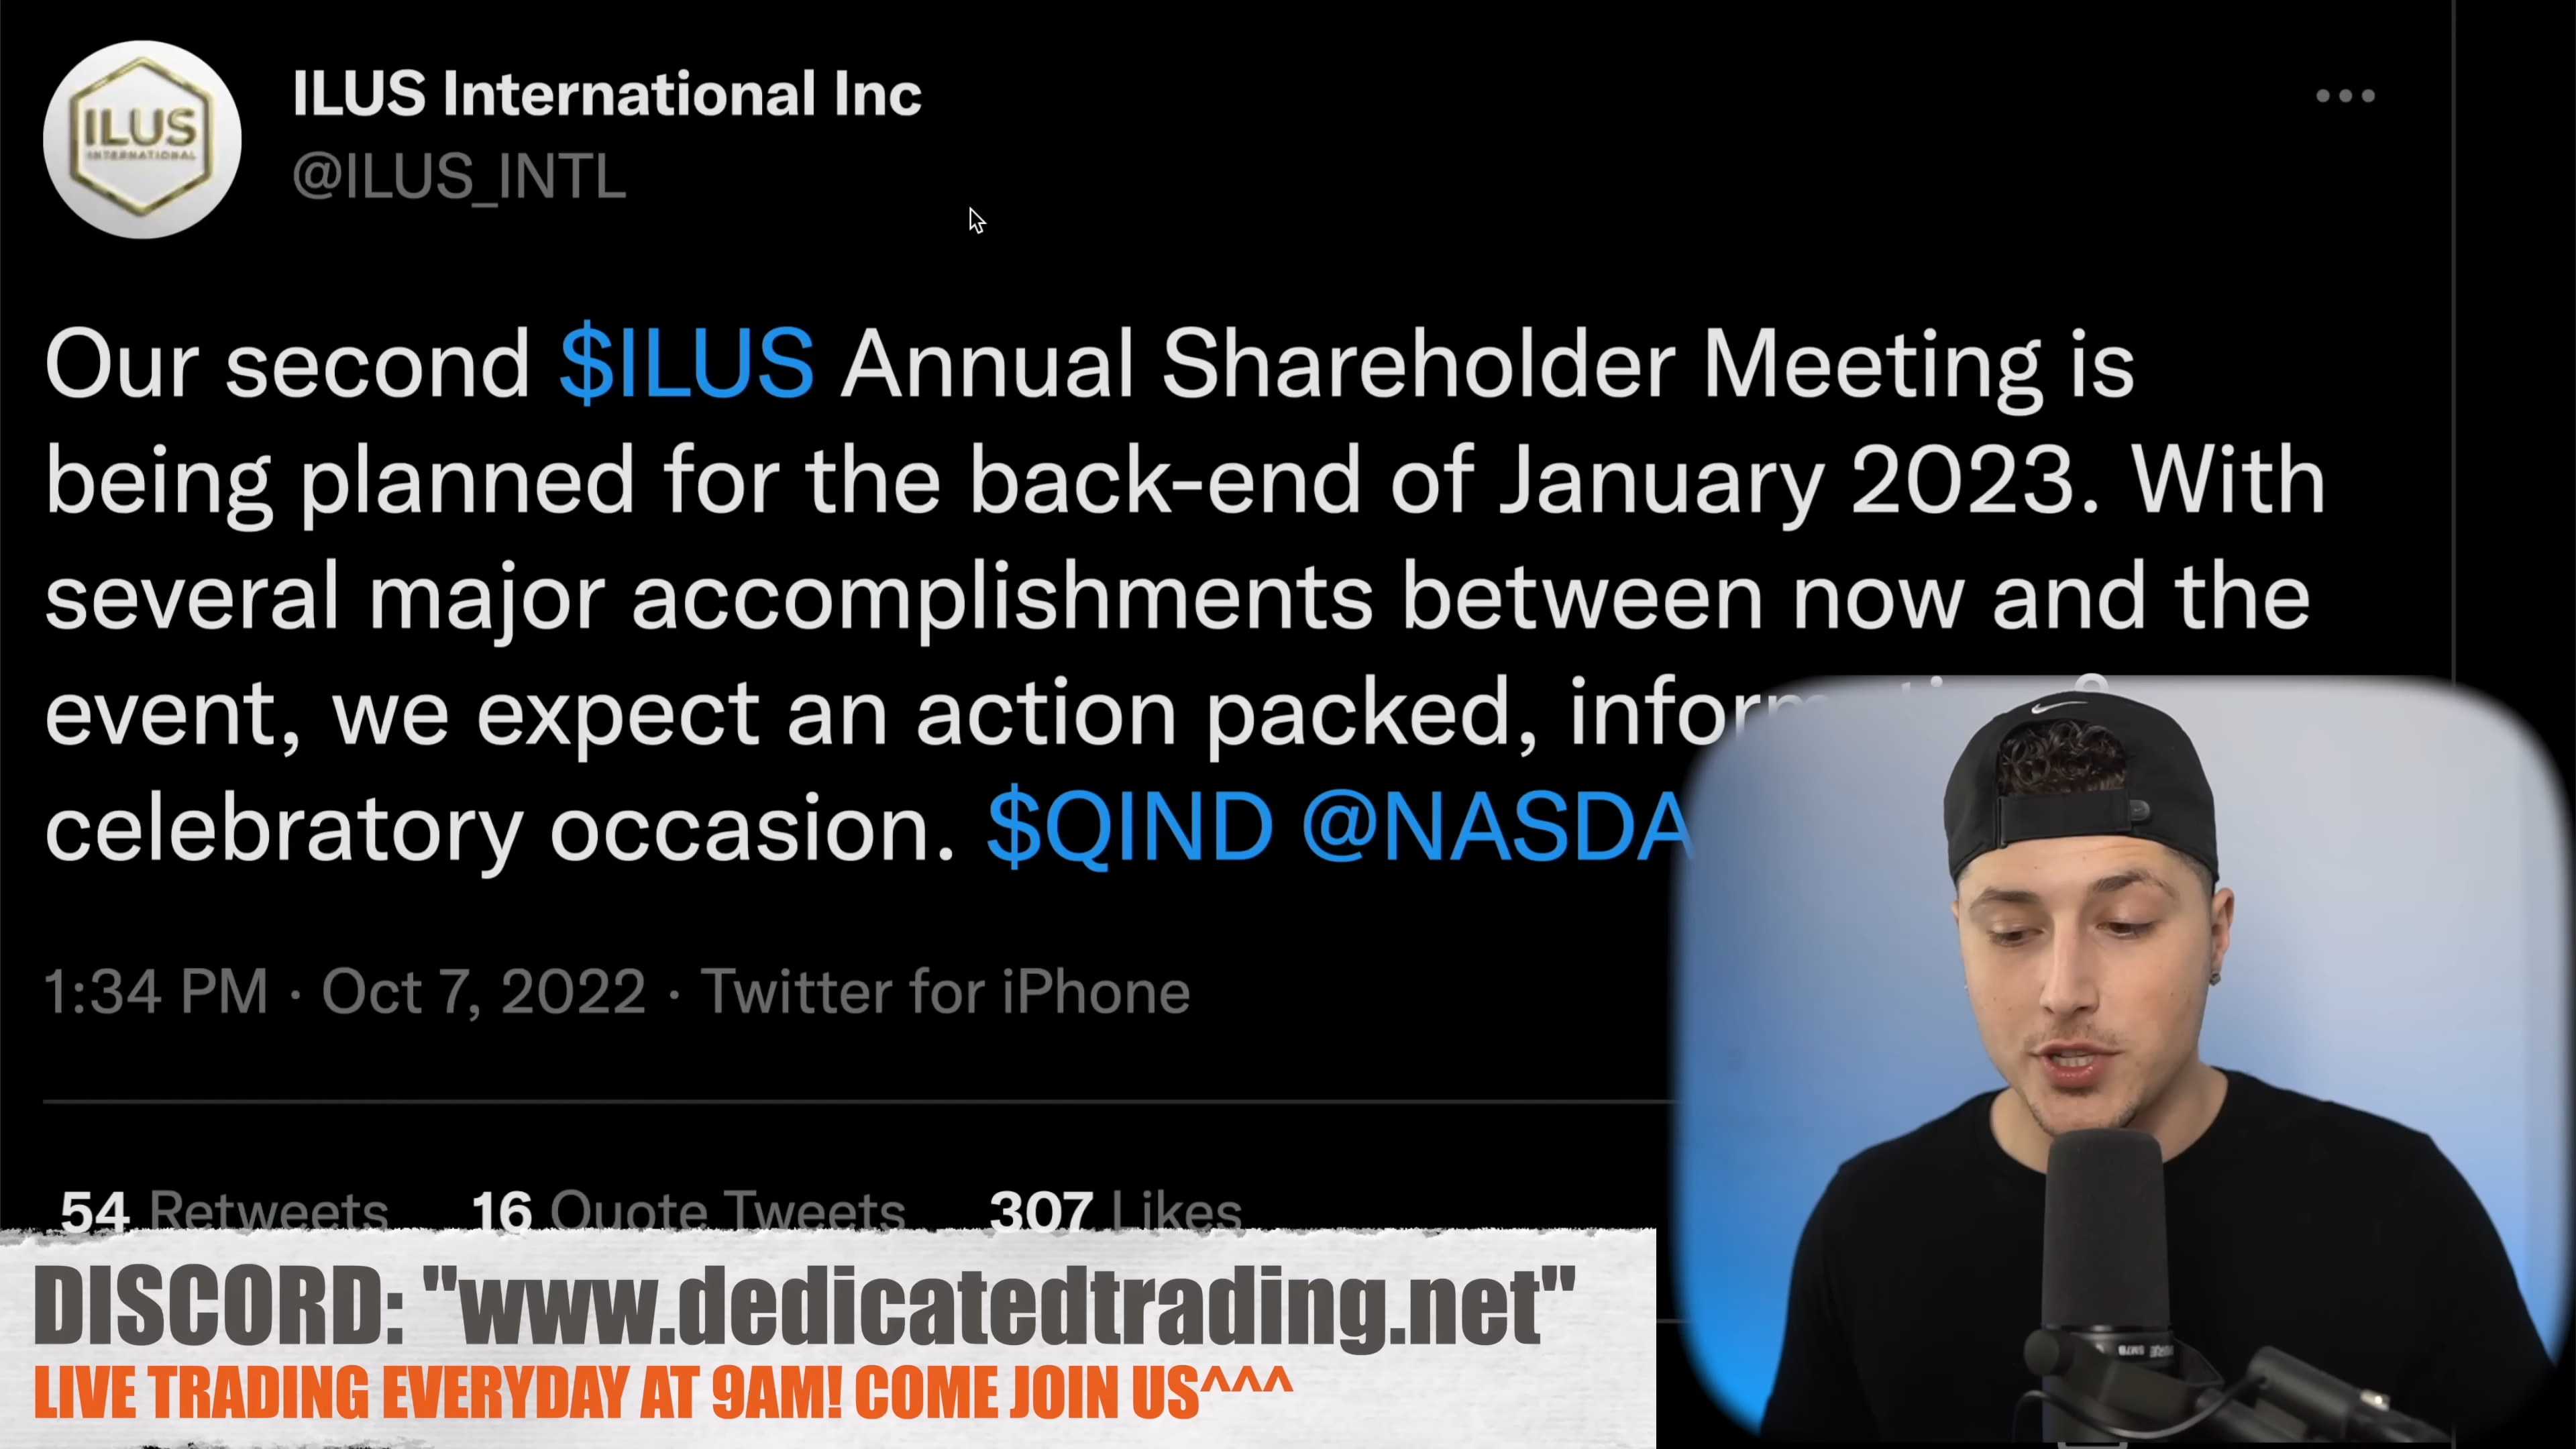 ILUS
INTERNATIONAL
ILUS International Inc
@ILUS_INTL
Our second $ILUS Annual Shareholder Meeting is
being planned for the back-end of January 2023. With
several major accomplishments between now and the
event, we expect an action packed,
celebratory occasion. $QIND @NASDA
1:34 PM · Oct 7, 2022 · Twitter for iPhone
54 Retweets 16 Quote Tweets 307 Likes
DISCORD: "www.dedicatedtrading.net"
LIVE TRADING EVERYDAY AT 9AM! COME JOIN US^^^